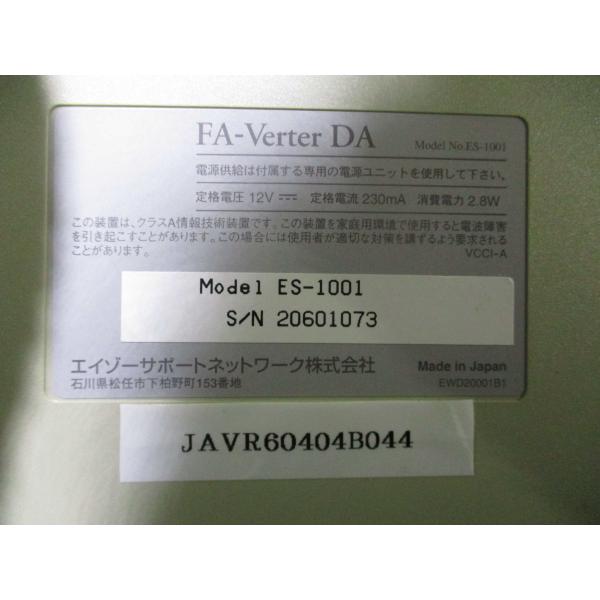 FA-Verter DA Model No.ES-1001
電源供給は付属する専用の電源ユニットを使用して下さい。
定格電圧 12V ⎓ 定格電流 230mA 消費電力 2.8W
この装置は、クラスA情報技術装置です。この装置を家庭用環境で使用すると電波障害
を引き起こすことがあります。この場合には使用者が適切な対策を講ずるよう要求される
ことがあります。 VCCI-A
Model ES-1001
S/N 20601073
エイゾーサポートネットワーク株式会社 Made in Japan
石川県松任市下柏野町153番地 EWD20001B1
JAVR60404B044